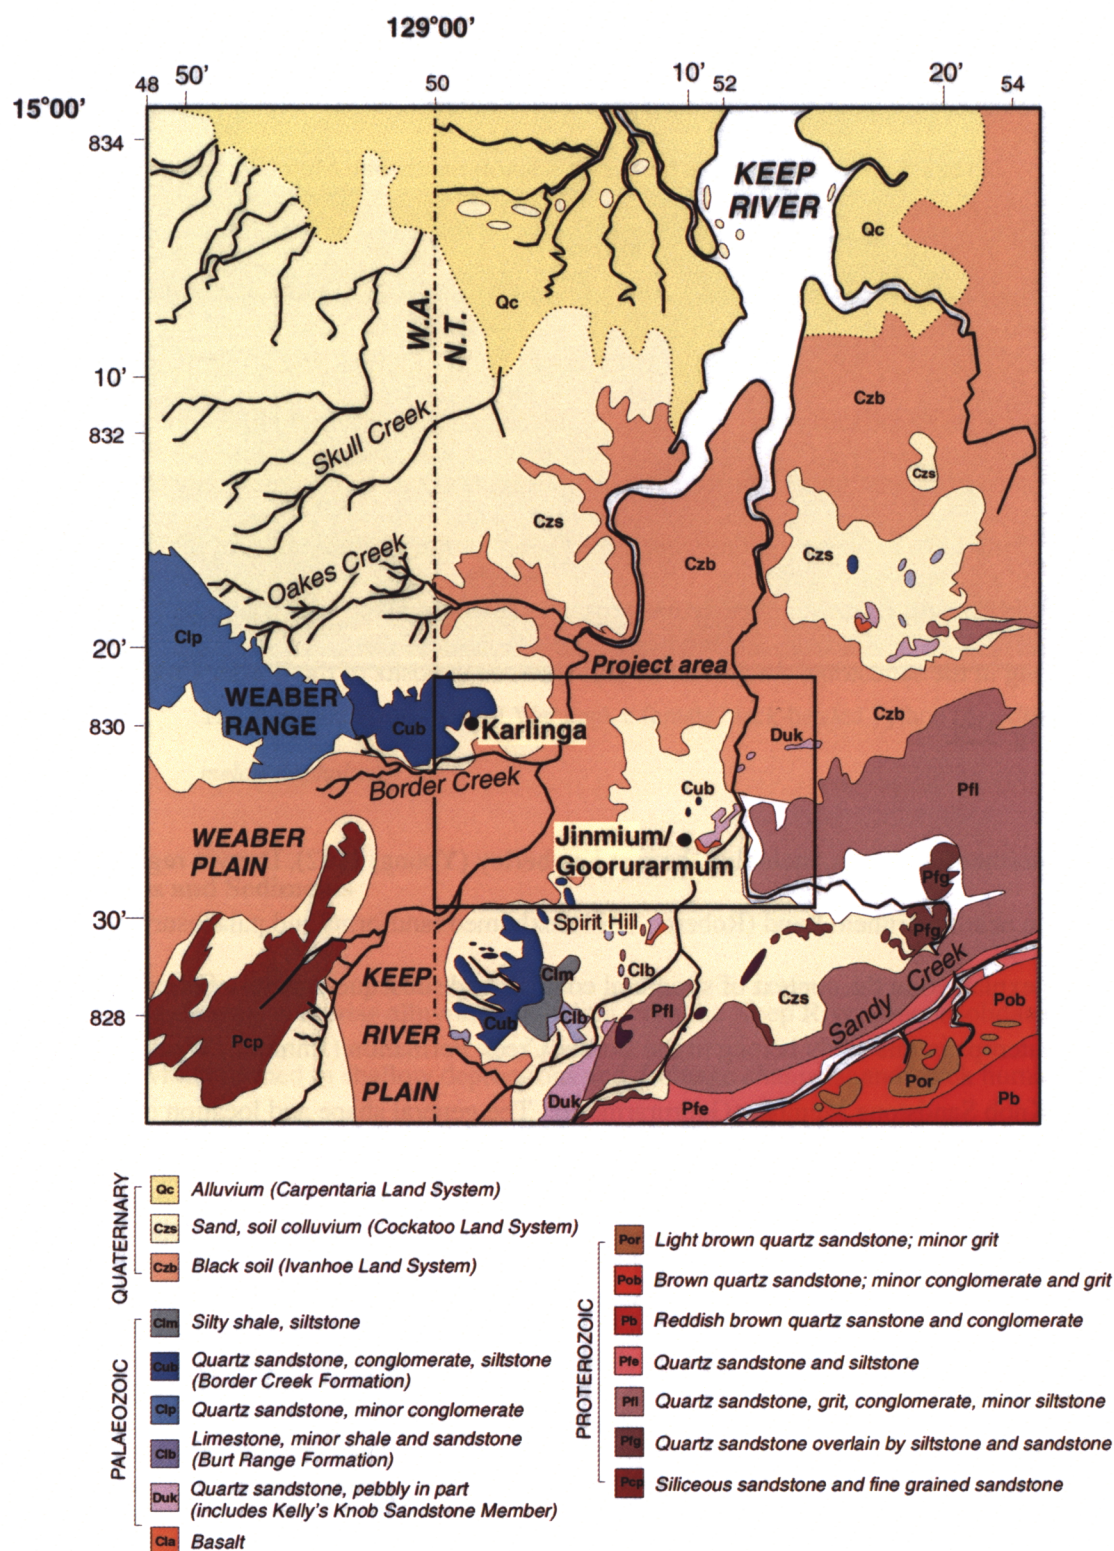 129°00'
48
50'
50
10'
52
20'
54
15°00'
834
KEEP
RIVER
Qc
Qc
W.A.
N.T.
10'
832
Czb
Skull Creek
Czs
Czs
Czs
Czb
Oakes Creek
Clp
20'
Project area
WEABER
RANGE
830
Cub
Karlinga
Duk
Czb
Border Creek
Cub
Pfl
WEABER
PLAIN
Jinmium/
Goorurarmum
Pfg
30'
Spirit Hill
Pfg
KEEP
Clm
Clb
Sandy Creek
Czs
Pob
828
Cub
Clb
Pfl
RIVER
Pcp
PLAIN
Duk
Pfe
Por
Pb
QUATERNARY
Qc Alluvium (Carpentaria Land System)
Czs Sand, soil colluvium (Cockatoo Land System)
Czb Black soil (Ivanhoe Land System)
PALAEOZOIC
Clm Silty shale, siltstone
Cub Quartz sandstone, conglomerate, siltstone
(Border Creek Formation)
Clp Quartz sandstone, minor conglomerate
Clb Limestone, minor shale and sandstone
(Burt Range Formation)
Duk Quartz sandstone, pebbly in part
(includes Kelly's Knob Sandstone Member)
Cla Basalt
PROTEROZOIC
Por Light brown quartz sandstone; minor grit
Pob Brown quartz sandstone; minor conglomerate and grit
Pb Reddish brown quartz sanstone and conglomerate
Pfe Quartz sandstone and siltstone
Pfl Quartz sandstone, grit, conglomerate, minor siltstone
Pfg Quartz sandstone overlain by siltstone and sandstone
Pcp Siliceous sandstone and fine grained sandstone